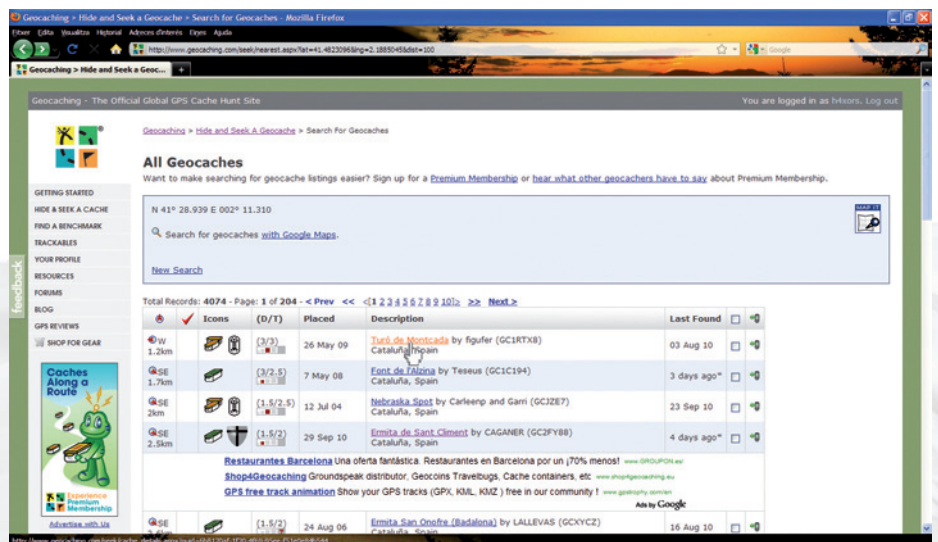 Geocaching > Hide and Seek a Geocache > Search for Geocaches - Mozilla Firefox
Fitxer Edita Visualitza Historial Adreces d'interès Eines Ajuda
http://www.geocaching.com/seek/nearest.aspx?lat=41.482309&lng=2.188504&dist=100
Google
Geocaching > Hide and Seek a Geoc...
Geocaching - The Official Global GPS Cache Hunt Site
You are logged in as h4xors. Log out
Geocaching > Hide and Seek A Geocache > Search For Geocaches
All Geocaches
Want to make searching for geocache listings easier? Sign up for a Premium Membership or hear what other geocachers have to say about Premium Membership.
GETTING STARTED
HIDE & SEEK A CACHE
FIND A BENCHMARK
TRACKABLES
YOUR PROFILE
RESOURCES
FORUMS
BLOG
GPS REVIEWS
SHOP FOR GEAR
feedback
N 41° 28.939 E 002° 11.310
MAP IT
Search for geocaches with Google Maps.
New Search
Total Records: 4074 - Page: 1 of 204 - < Prev << <[1 2 3 4 5 6 7 8 9 10]> >> Next >
Icons (D/T) Placed Description Last Found
W 1.2km (3/3) 26 May 09 Turó de Montcada by figufer (GC1RTX8) 03 Aug 10
Cataluña, Spain
SE 1.7km (3/2.5) 7 May 08 Font de l'Alzina by Teseus (GC1C194) 3 days ago*
Cataluña, Spain
SE 2km (1.5/2.5) 12 Jul 04 Nebraska Spot by Carleenp and Garri (GCJZE7) 23 Sep 10
Cataluña, Spain
SE 2.5km (1.5/2) 29 Sep 10 Ermita de Sant Climent by CAGANER (GC2FY88) 4 days ago*
Cataluña, Spain
Restaurantes Barcelona Una oferta fantástica. Restaurantes en Barcelona por un ¡70% menos! www.GROUPON.es/
Shop4Geocaching Groundspeak distributor, Geocoins Travelbugs, Cache containers, etc www.shop4geocaching.eu
GPS free track animation Show your GPS tracks (GPX, KML, KMZ ) free in our community ! www.gpstrophy.com/en
Ads by Google
SE (1.5/2) 24 Aug 06 Ermita San Onofre (Badalona) by LALLEVAS (GCXYCZ) 16 Aug 10
Cataluña, Spain
Caches
Along a
Route
Experience
Premium
Membership
Advertise with Us